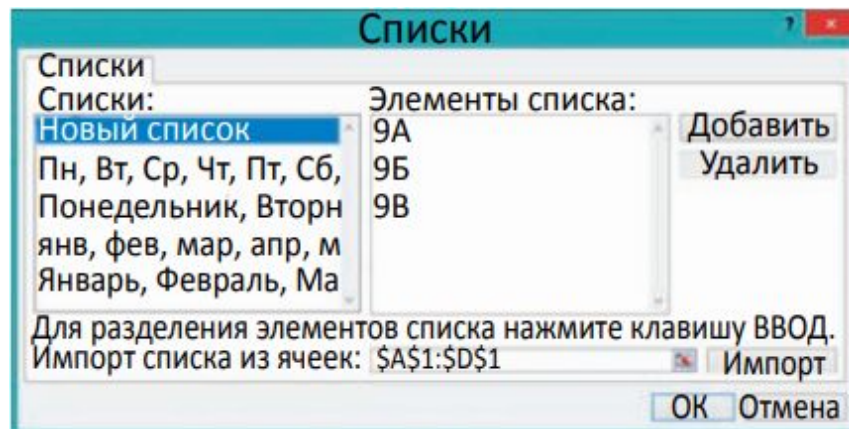 Списки
Списки
Списки: Элементы списка:
Новый список 9А Добавить
Пн, Вт, Ср, Чт, Пт, Сб, 9Б Удалить
Понедельник, Вторн 9В
янв, фев, мар, апр, м
Январь, Февраль, Ма
Для разделения элементов списка нажмите клавишу ВВОД.
Импорт списка из ячеек: $A$1:$D$1 Импорт
ОК Отмена